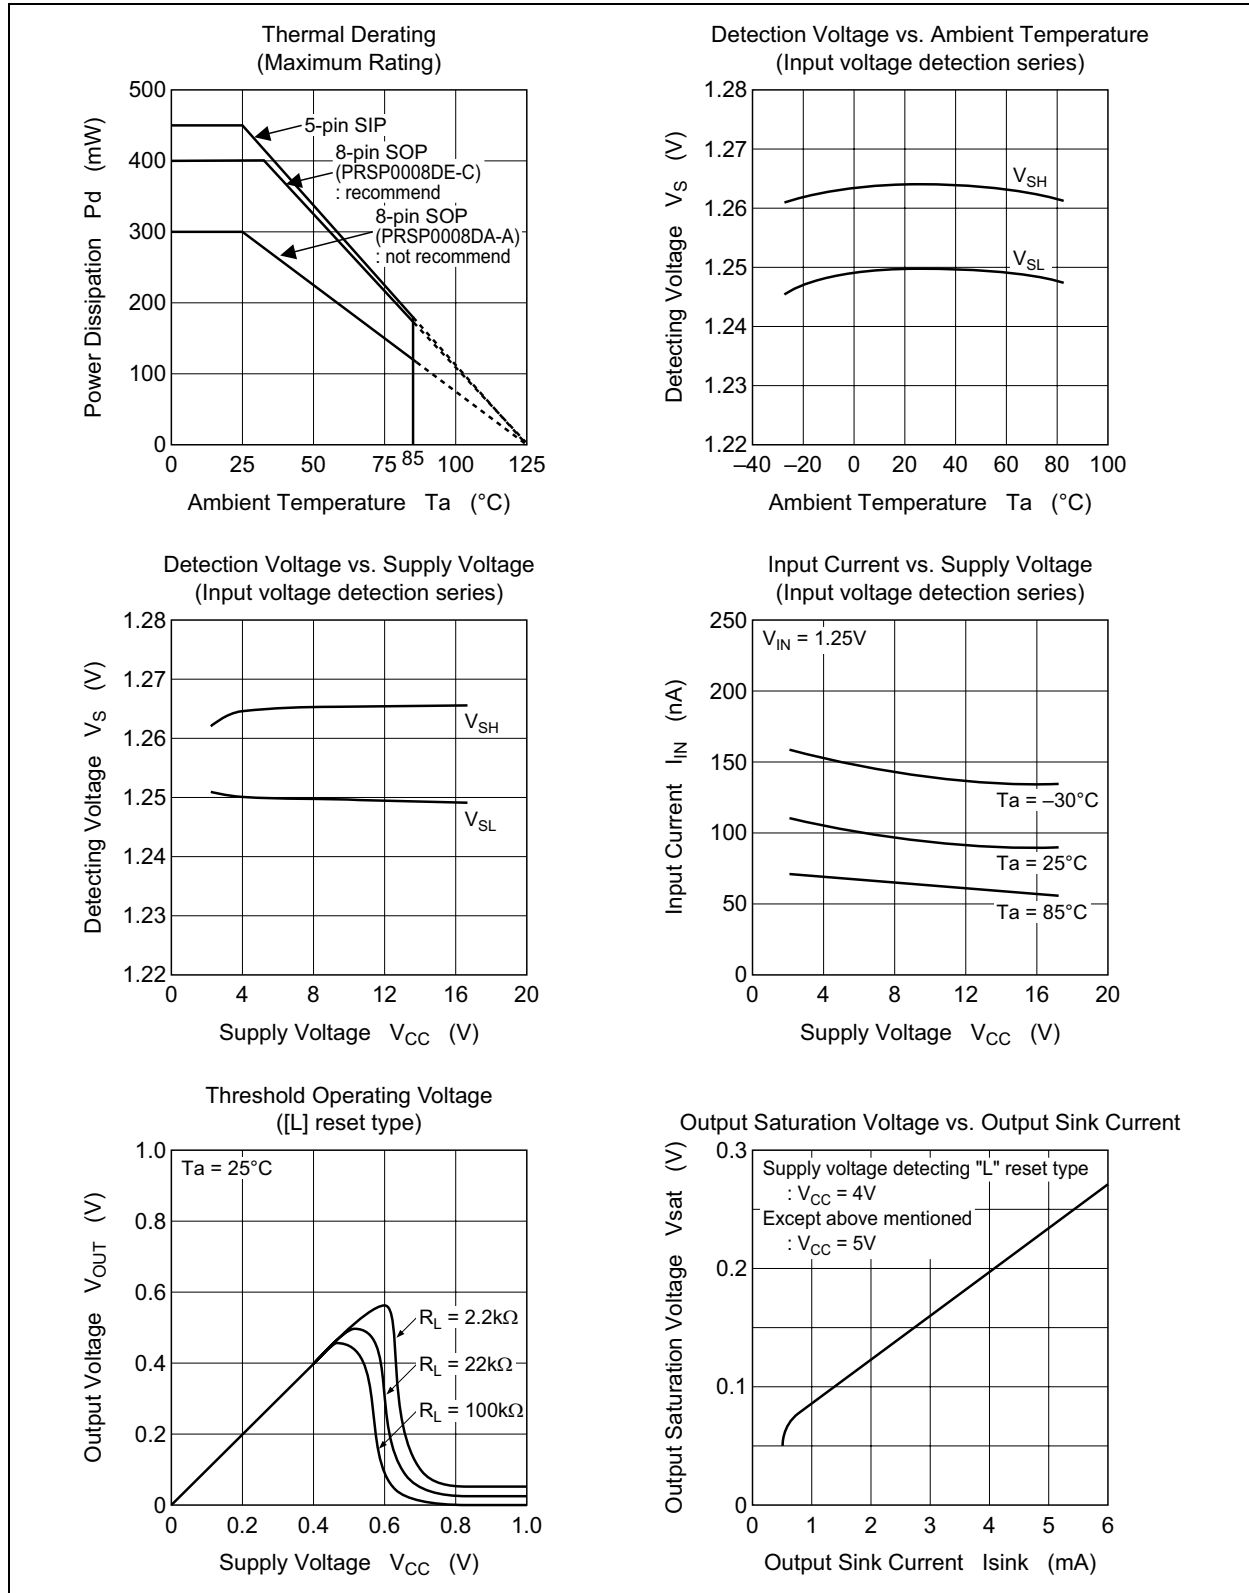 Thermal Derating
(Maximum Rating)
500
400
300
200
100
0
Power Dissipation Pd (mW)
5-pin SIP
8-pin SOP
(PRSP0008DE-C)
: recommend
8-pin SOP
(PRSP0008DA-A)
: not recommend
0 25 50 75 85 100 125
Ambient Temperature Ta (°C)
Detection Voltage vs. Ambient Temperature
(Input voltage detection series)
1.28
1.27
1.26
1.25
1.24
1.23
1.22
Detecting Voltage VS (V)
VSH
VSL
–40 –20 0 20 40 60 80 100
Ambient Temperature Ta (°C)
Detection Voltage vs. Supply Voltage
(Input voltage detection series)
1.28
1.27
1.26
1.25
1.24
1.23
1.22
Detecting Voltage VS (V)
VSH
VSL
0 4 8 12 16 20
Supply Voltage VCC (V)
Input Current vs. Supply Voltage
(Input voltage detection series)
250
200
150
100
50
0
Input Current IIN (nA)
VIN = 1.25V
Ta = –30°C
Ta = 25°C
Ta = 85°C
0 4 8 12 16 20
Supply Voltage VCC (V)
Threshold Operating Voltage
([L] reset type)
1.0
0.8
0.6
0.4
0.2
0
Output Voltage VOUT (V)
Ta = 25°C
RL = 2.2kΩ
RL = 22kΩ
RL = 100kΩ
0 0.2 0.4 0.6 0.8 1.0
Supply Voltage VCC (V)
Output Saturation Voltage vs. Output Sink Current
0.3
0.2
0.1
0
Output Saturation Voltage Vsat (V)
Supply voltage detecting "L" reset type
: VCC = 4V
Except above mentioned
: VCC = 5V
1 2 3 4 5 6
Output Sink Current Isink (mA)